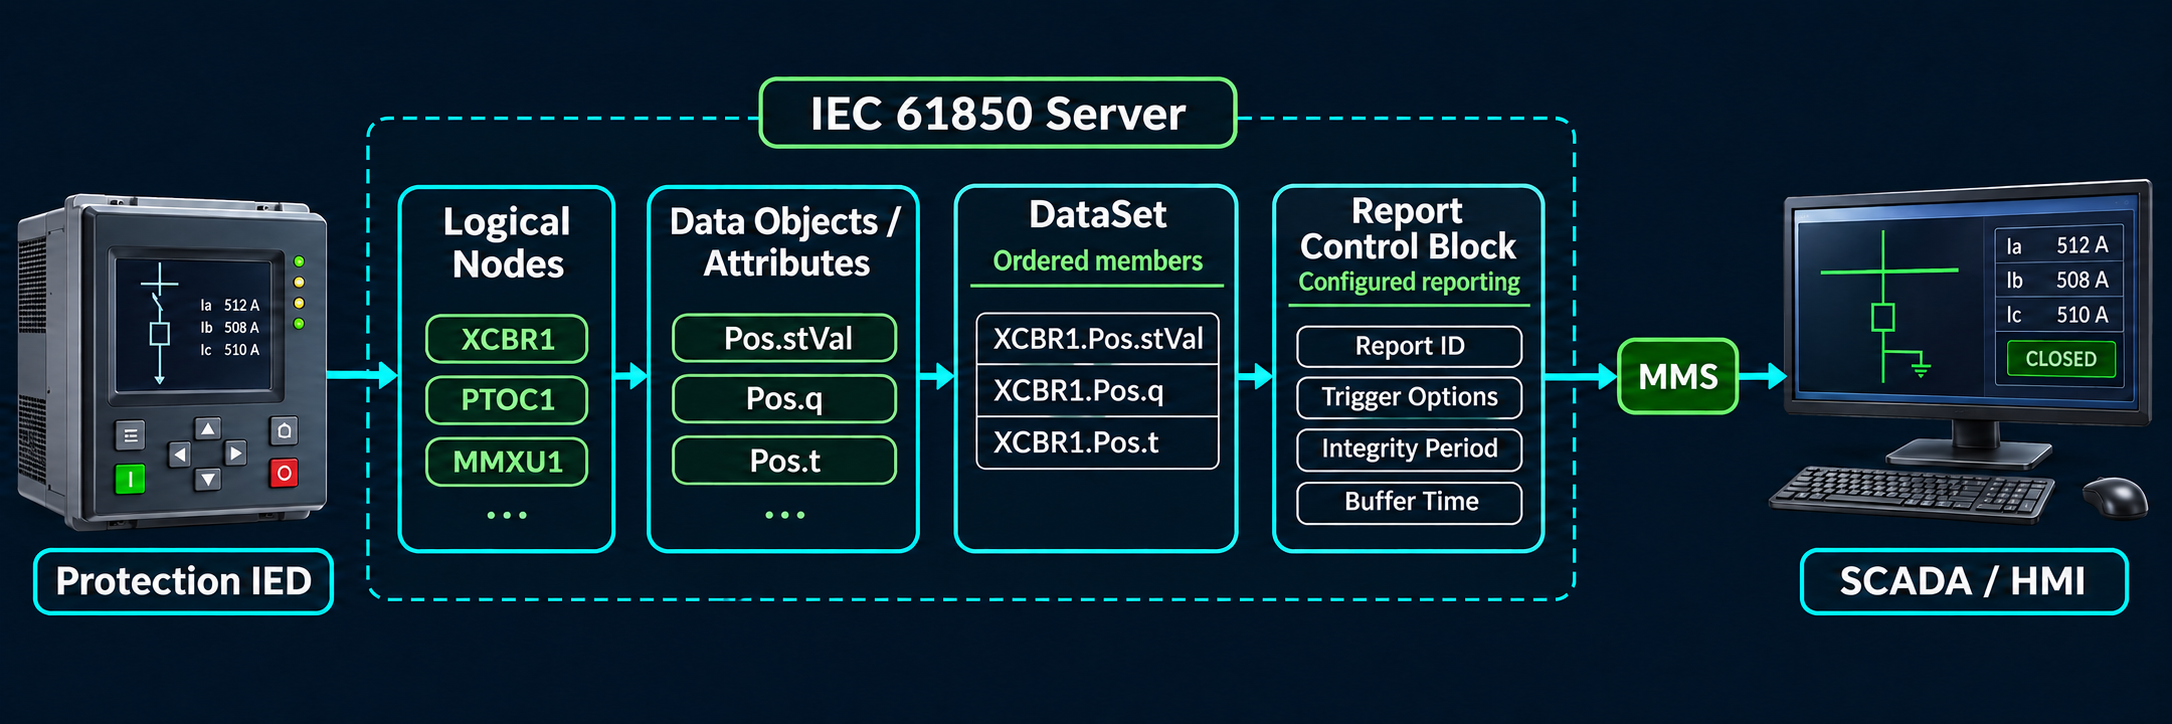 IEC 61850 Server
Ia 512 A
Ib 508 A
Ic 510 A
Protection IED
Logical
Nodes
XCBR1
PTOC1
MMXU1
...
Data Objects /
Attributes
Pos.stVal
Pos.q
Pos.t
...
DataSet
Ordered members
XCBR1.Pos.stVal
XCBR1.Pos.q
XCBR1.Pos.t
Report
Control Block
Configured reporting
Report ID
Trigger Options
Integrity Period
Buffer Time
MMS
Ia 512 A
Ib 508 A
Ic 510 A
CLOSED
SCADA / HMI